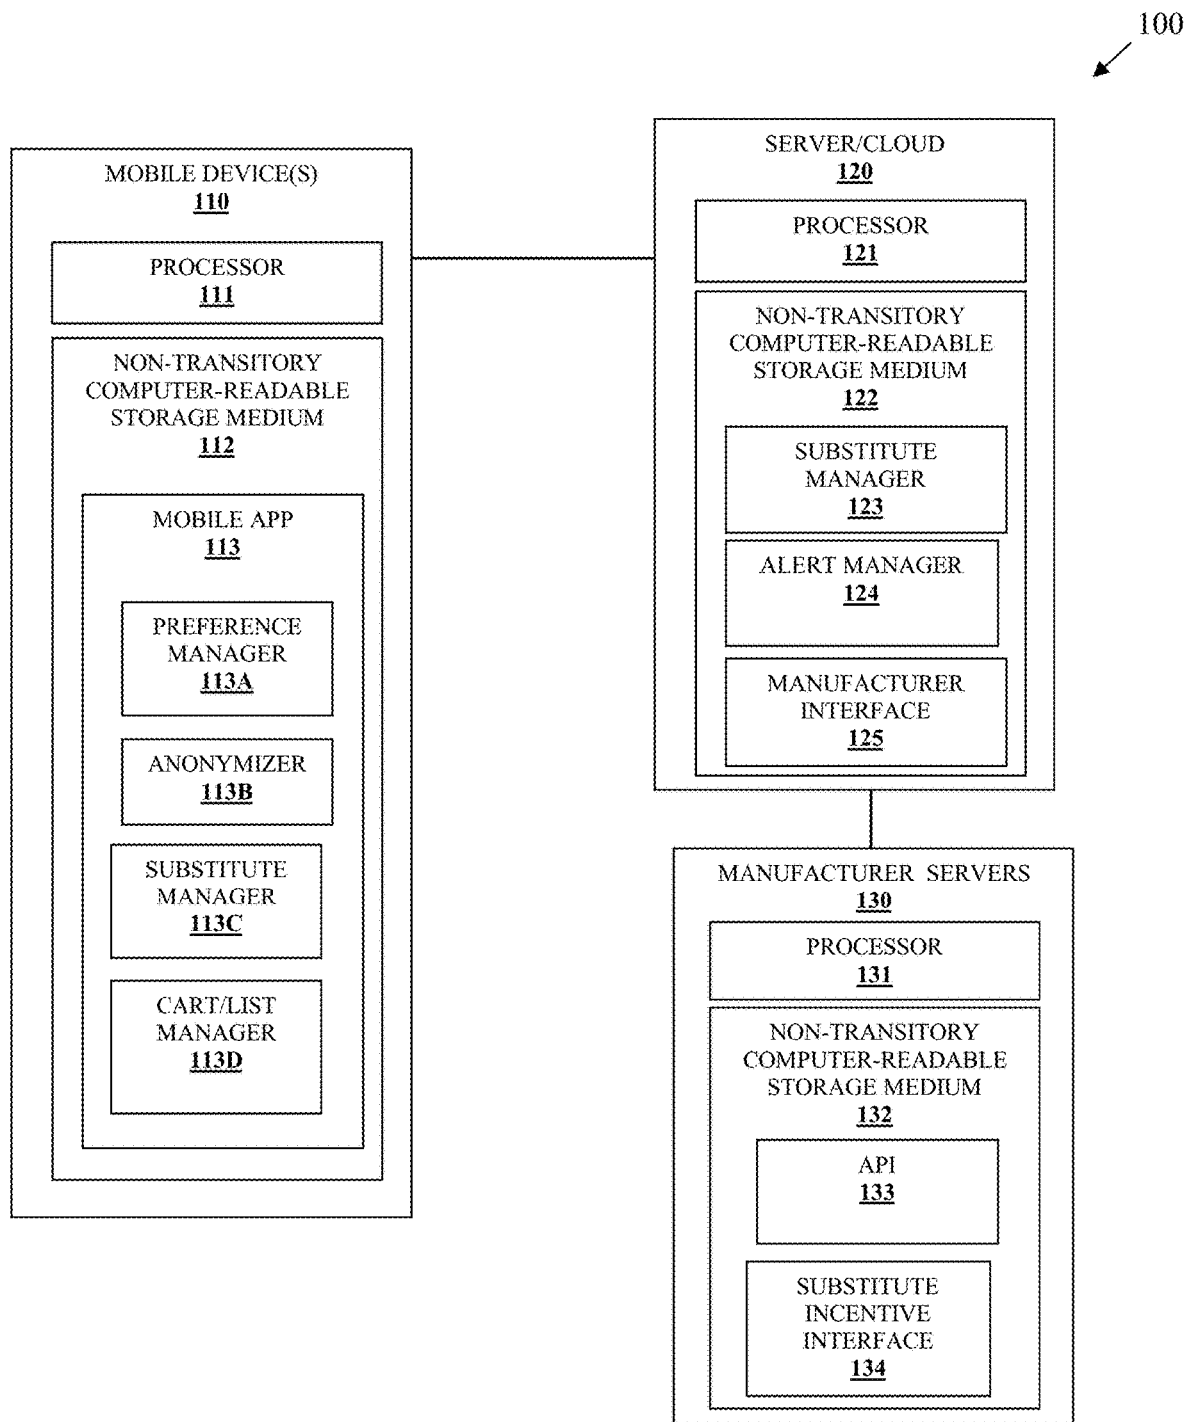 100
MOBILE DEVICE(S)
110
PROCESSOR
111
NON-TRANSITORY
COMPUTER-READABLE
STORAGE MEDIUM
112
MOBILE APP
113
PREFERENCE
MANAGER
113A
ANONYMIZER
113B
SUBSTITUTE
MANAGER
113C
CART/LIST
MANAGER
113D
SERVER/CLOUD
120
PROCESSOR
121
NON-TRANSITORY
COMPUTER-READABLE
STORAGE MEDIUM
122
SUBSTITUTE
MANAGER
123
ALERT MANAGER
124
MANUFACTURER
INTERFACE
125
MANUFACTURER SERVERS
130
PROCESSOR
131
NON-TRANSITORY
COMPUTER-READABLE
STORAGE MEDIUM
132
API
133
SUBSTITUTE
INCENTIVE
INTERFACE
134